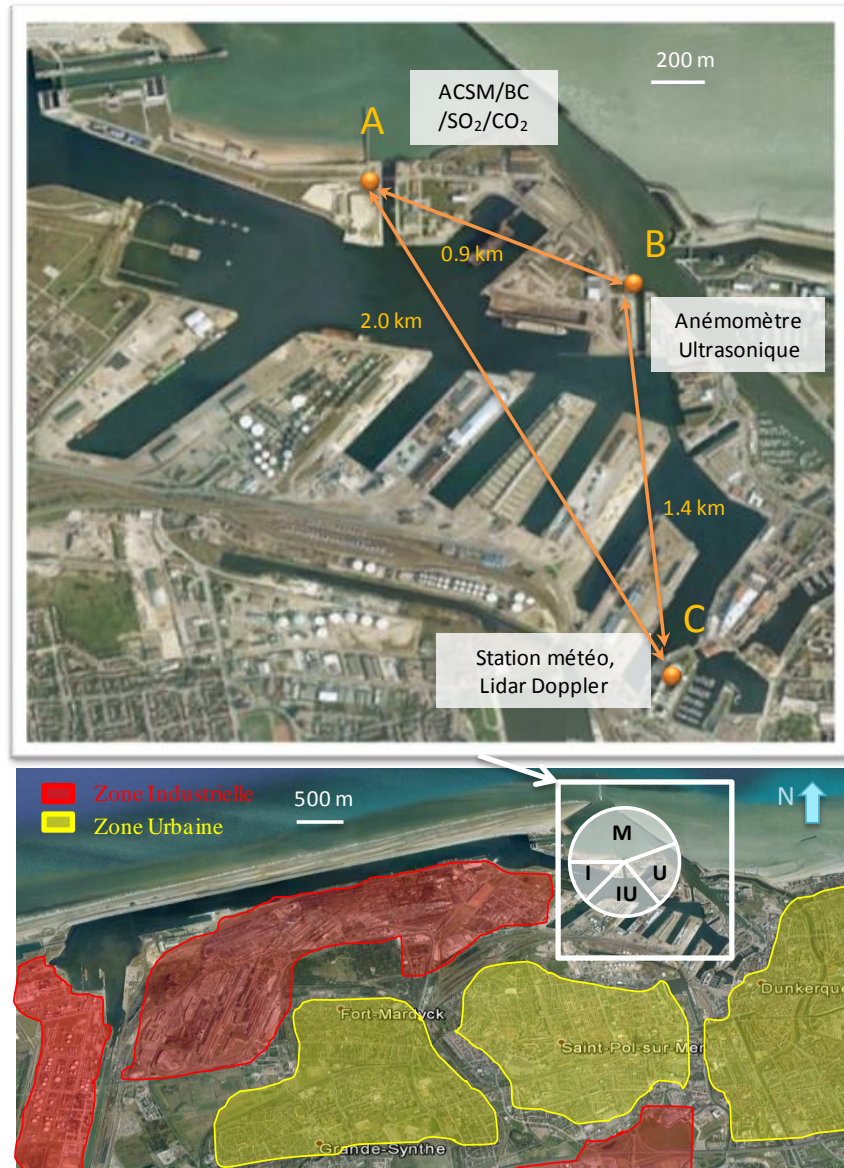 200 m
ACSM/BC
/SO₂/CO₂
A
B
0.9 km
Anémomètre
Ultrasonique
2.0 km
1.4 km
C
Station météo,
Lidar Doppler
Zone Industrielle
Zone Urbaine
500 m
N
M
I
U
IU
Dunkerque
Fort-Mardyck
Saint-Pol-sur-Mer
Grande-Synthe